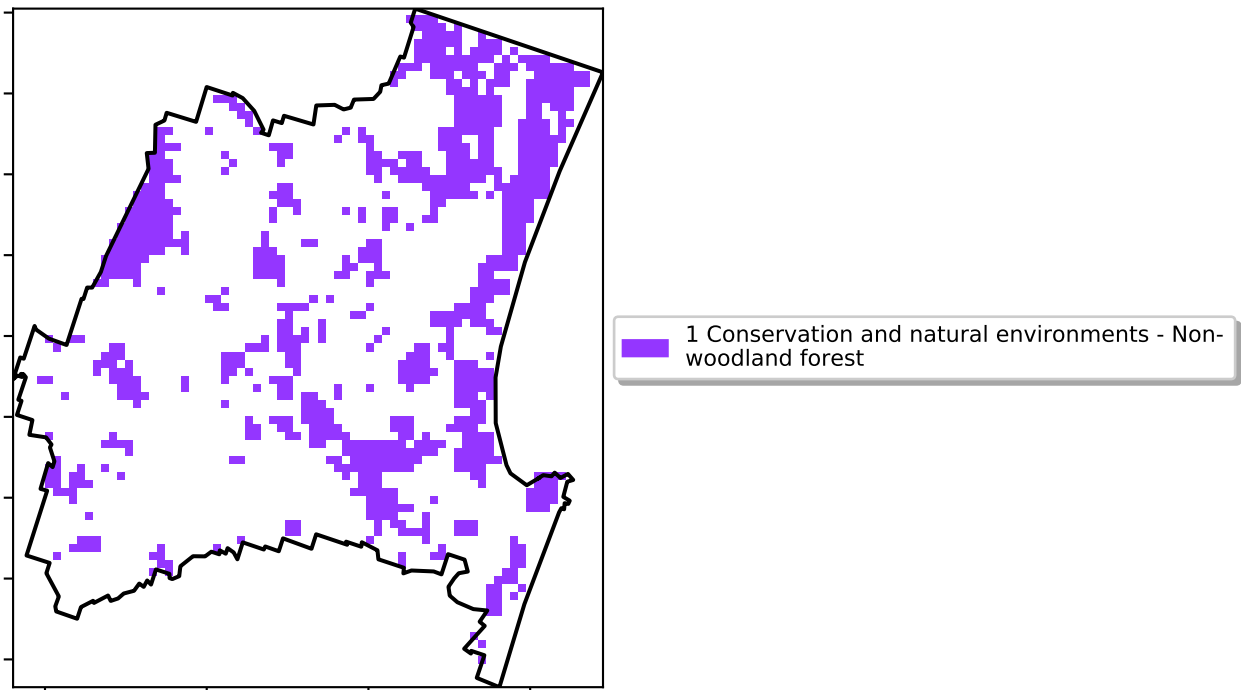 1 Conservation and natural environments - Non-
woodland forest